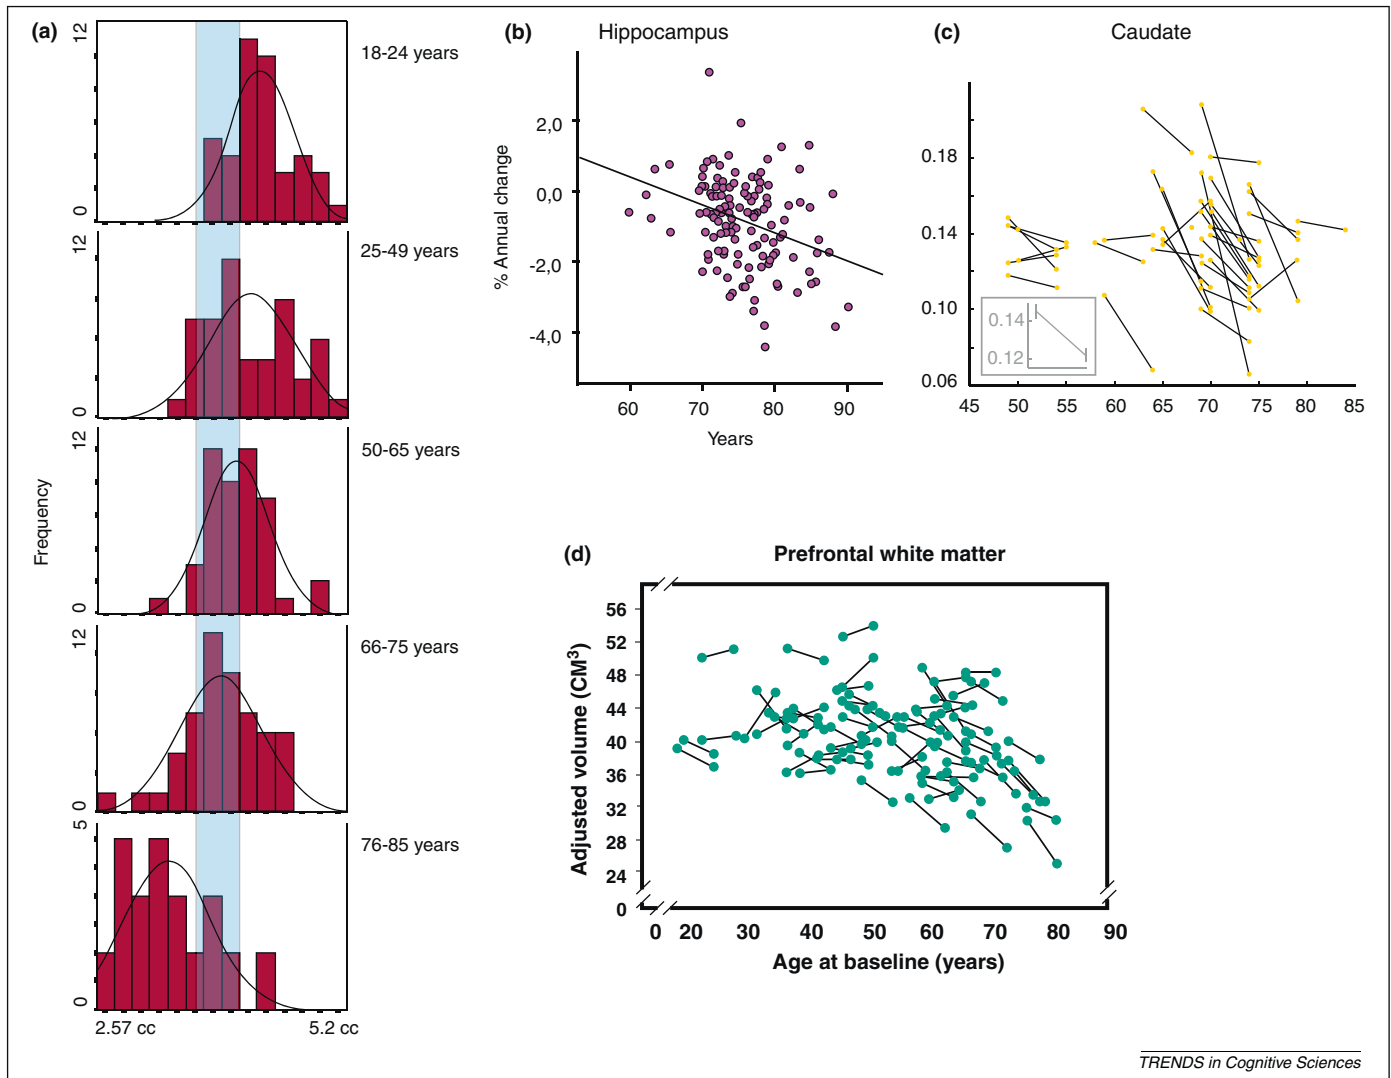 (a)
12
0
18-24 years
12
0
25-49 years
12
0
50-65 years
12
0
66-75 years
5
0
76-85 years
Frequency
2.57 cc
5.2 cc
(b)
Hippocampus
% Annual change
2,0
0,0
-2,0
-4,0
60 70 80 90
Years
(c)
Caudate
0.18
0.14
0.10
0.06
0.14
0.12
45 50 55 60 65 70 75 80 85
(d)
Prefrontal white matter
Adjusted volume (CM³)
56
52
48
44
40
36
32
28
24
0
0 20 30 40 50 60 70 80 90
Age at baseline (years)
TRENDS in Cognitive Sciences